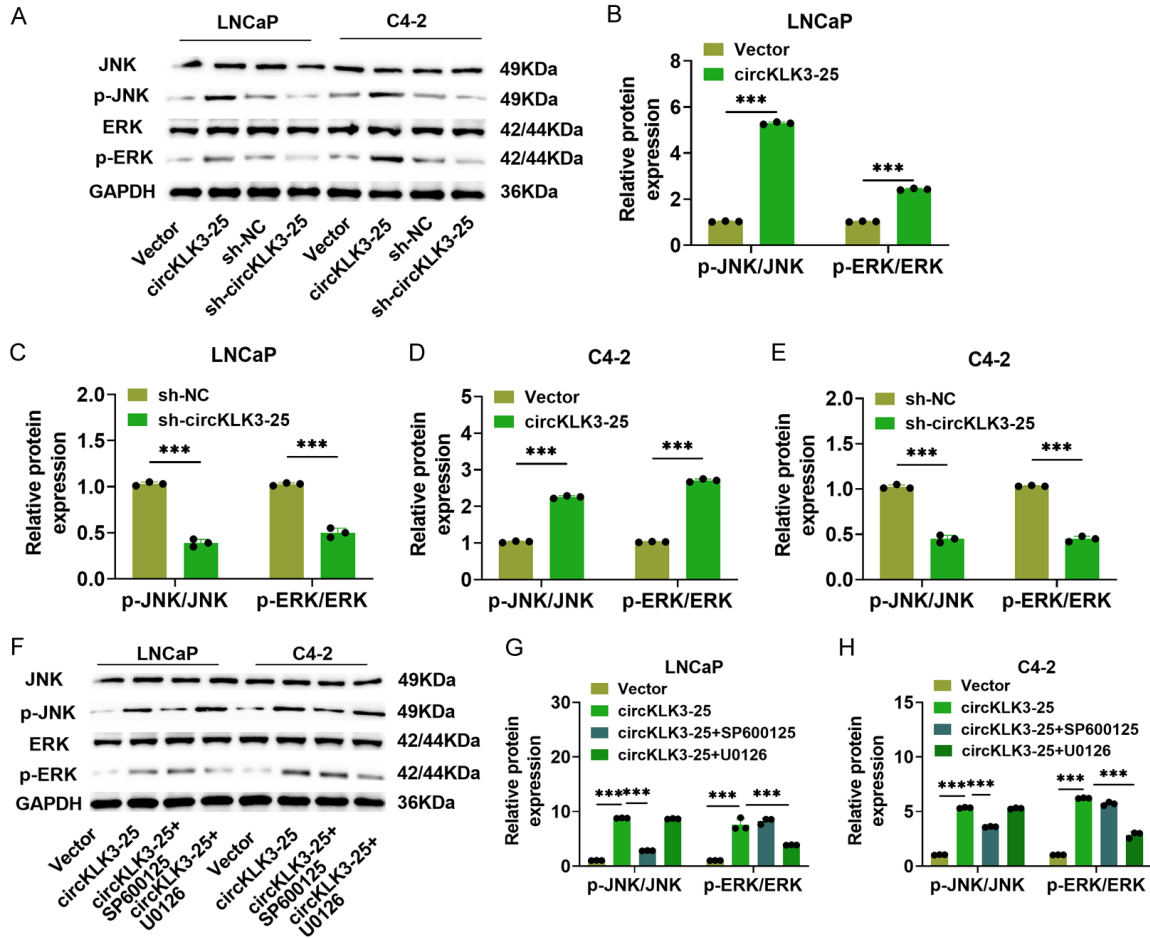 A
LNCaP
C4-2
JNK
49KDa
p-JNK
49KDa
ERK
42/44KDa
p-ERK
42/44KDa
GAPDH
36KDa
Vector
circKLK3-25
sh-NC
sh-circKLK3-25
Vector
circKLK3-25
sh-NC
sh-circKLK3-25
B
LNCaP
Vector
circKLK3-25
Relative protein
expression
8
6
4
2
0
***
***
p-JNK/JNK
p-ERK/ERK
C
LNCaP
sh-NC
sh-circKLK3-25
Relative protein
expression
2.0
1.5
1.0
0.5
0.0
***
***
p-JNK/JNK
p-ERK/ERK
D
C4-2
Vector
circKLK3-25
Relative protein
expression
5
4
3
2
1
0
***
***
p-JNK/JNK
p-ERK/ERK
E
C4-2
sh-NC
sh-circKLK3-25
Relative protein
expression
2.0
1.5
1.0
0.5
0.0
***
***
p-JNK/JNK
p-ERK/ERK
F
LNCaP
C4-2
JNK
49KDa
p-JNK
49KDa
ERK
42/44KDa
p-ERK
42/44KDa
GAPDH
36KDa
Vector
circKLK3-25
circKLK3-25+
SP600125
circKLK3-25+
U0126
Vector
circKLK3-25
circKLK3-25+
SP600125
circKLK3-25+
U0126
G
LNCaP
Vector
circKLK3-25
circKLK3-25+SP600125
circKLK3-25+U0126
Relative protein
expression
30
20
10
0
***
***
***
***
p-JNK/JNK
p-ERK/ERK
H
C4-2
Vector
circKLK3-25
circKLK3-25+SP600125
circKLK3-25+U0126
Relative protein
expression
15
10
5
0
***
***
***
***
p-JNK/JNK
p-ERK/ERK